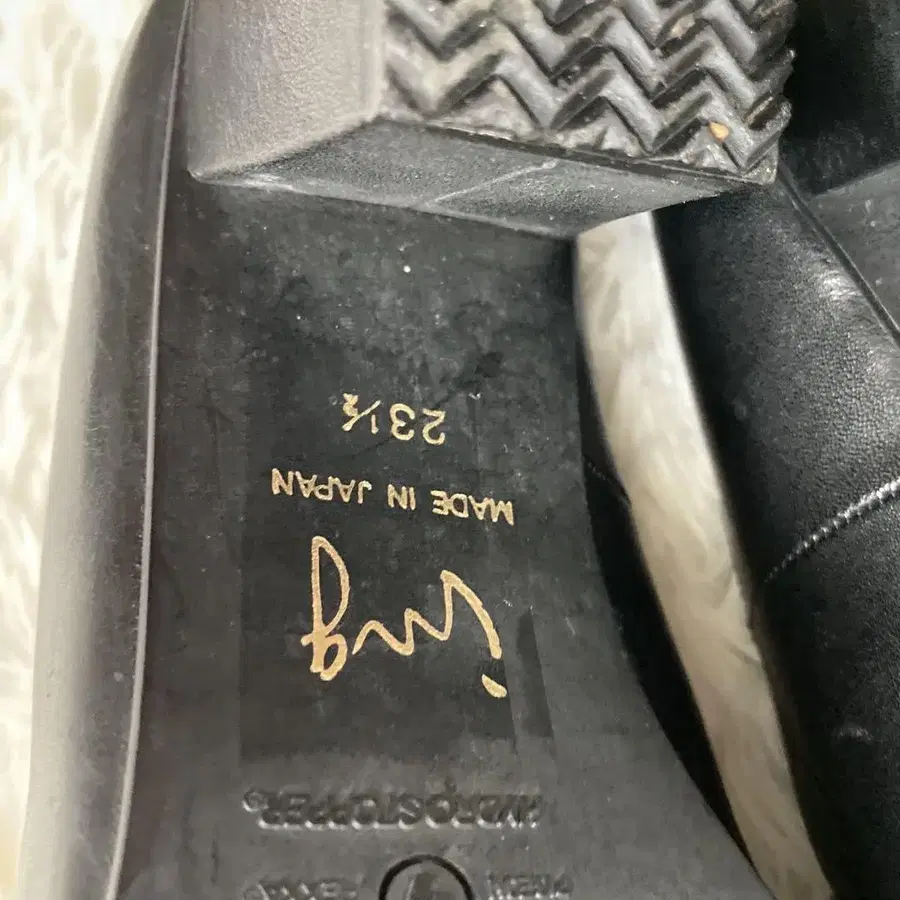 HYDROSTOPPER®
ing
MADE IN JAPAN
23½